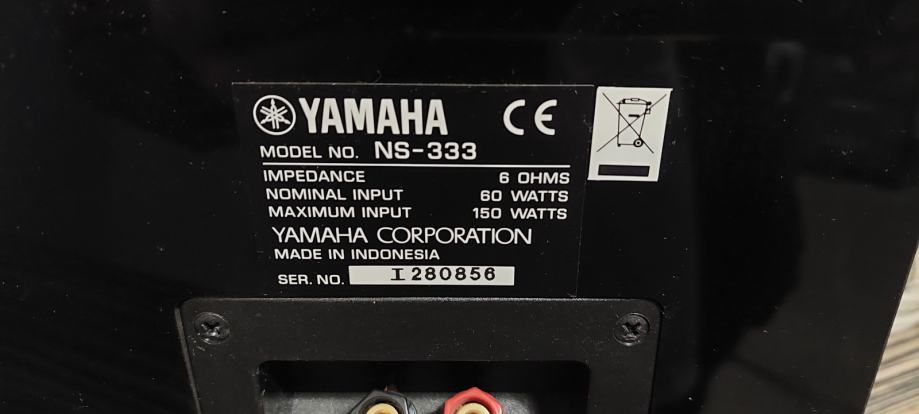 YAMAHA CE
MODEL NO. NS-333
IMPEDANCE 6 OHMS
NOMINAL INPUT 60 WATTS
MAXIMUM INPUT 150 WATTS
YAMAHA CORPORATION
MADE IN INDONESIA
SER. NO. I280856